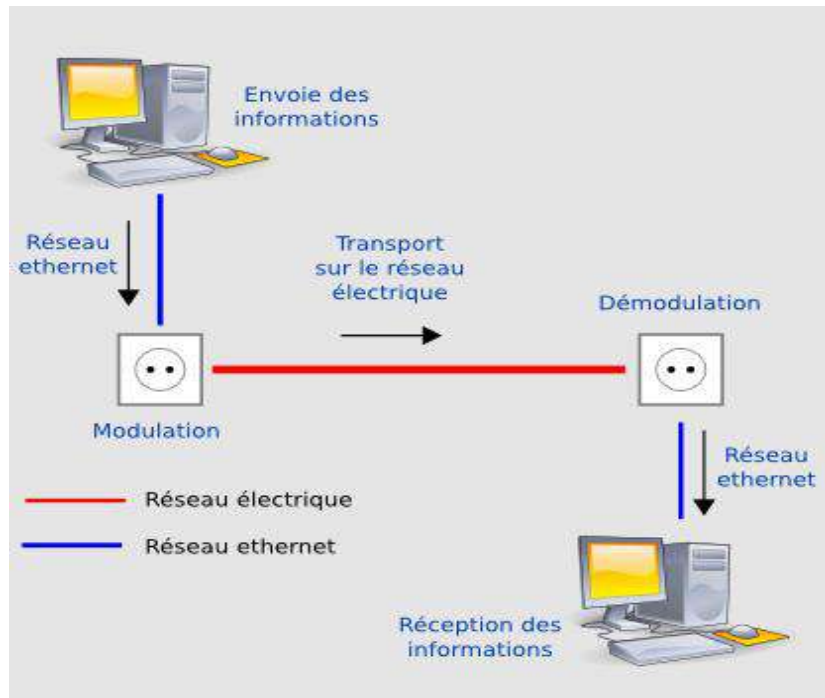 Envoie des
informations
Réseau
ethernet
Transport
sur le réseau
électrique
Démodulation
Modulation
Réseau
ethernet
Réseau électrique
Réseau ethernet
Réception des
informations